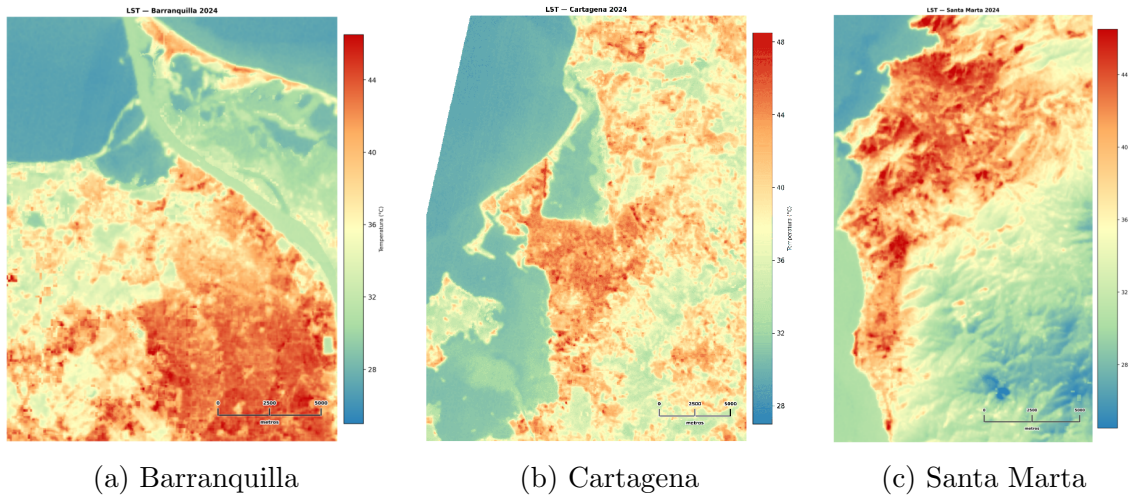 LST — Barranquilla 2024
44
40
36
32
28
Temperatura (°C)
0 2500 5000
metros
(a) Barranquilla
LST — Cartagena 2024
48
44
40
36
32
28
Temperatura (°C)
0 2500 5000
metros
(b) Cartagena
LST — Santa Marta 2024
44
40
36
32
28
0 2500 5000
metros
(c) Santa Marta